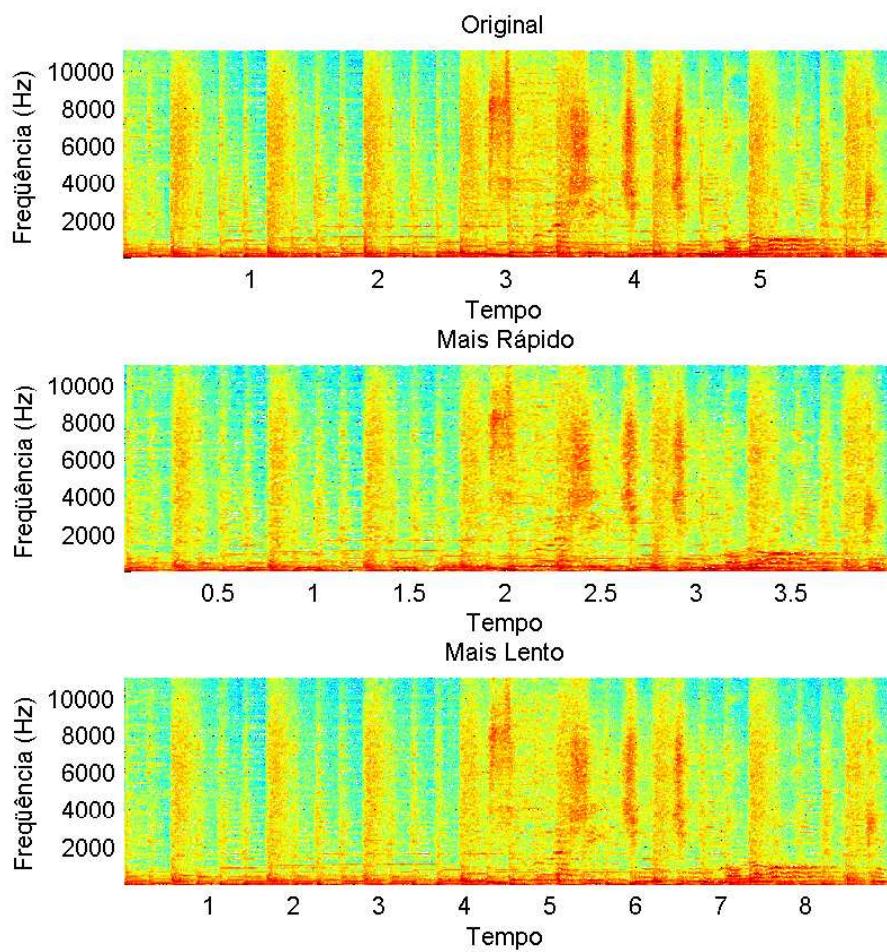 Original
Freqüência (Hz)
10000
8000
6000
4000
2000
1 2 3 4 5
Tempo
Mais Rápido
Freqüência (Hz)
10000
8000
6000
4000
2000
0.5 1 1.5 2 2.5 3 3.5
Tempo
Mais Lento
Freqüência (Hz)
10000
8000
6000
4000
2000
1 2 3 4 5 6 7 8
Tempo